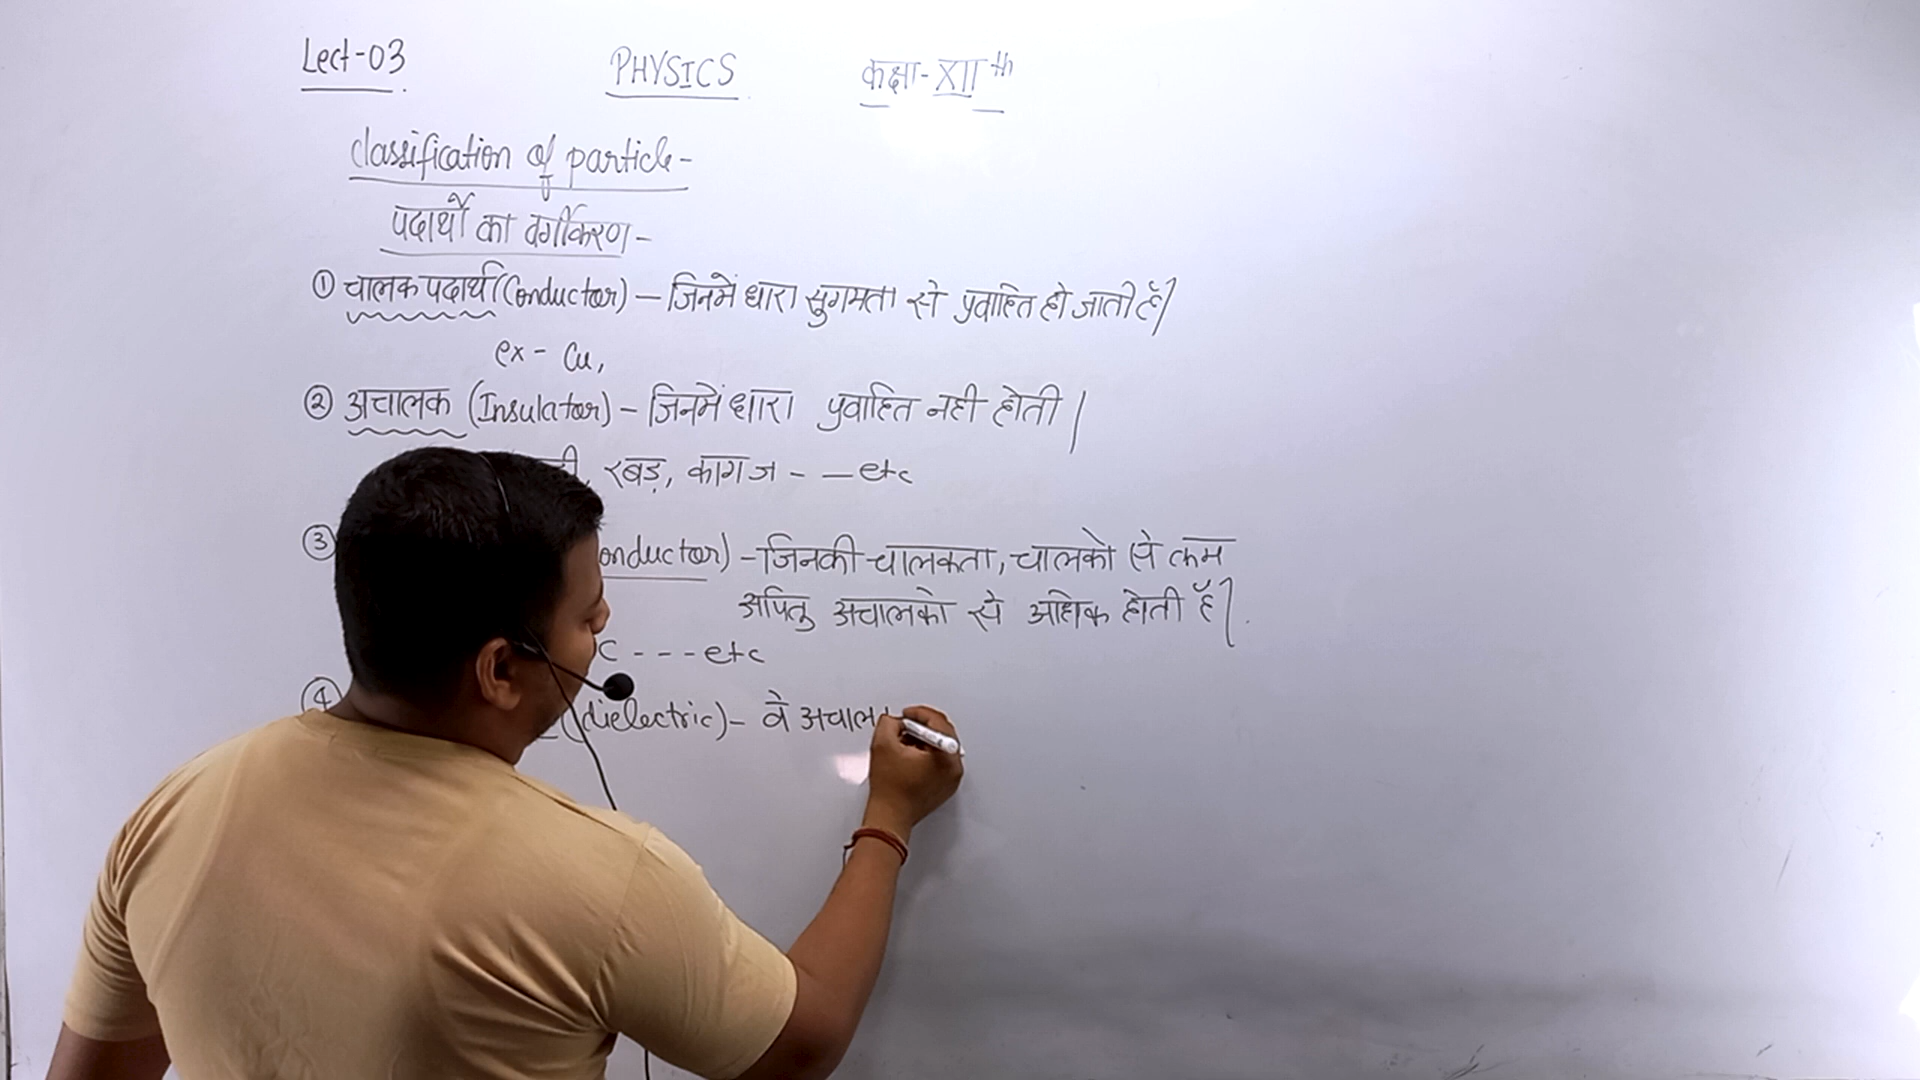 Lect-03 PHYSICS कक्षा-XII th
classification of particle-
पदार्थों का वर्गीकरण-
① चालक पदार्थ (Conductor) — जिनमें धारा सुगमता से प्रवाहित हो जाती है।
ex - Cu,
② अचालक (Insulator) - जिनमें धारा प्रवाहित नही होती।
रबड़, कागज - - etc
③ onductor) - जिनकी चालकता, चालको से कम
अपितु अचालको से अधिक होती है।
c - - - etc
④ (dielectric)- वे अचाल